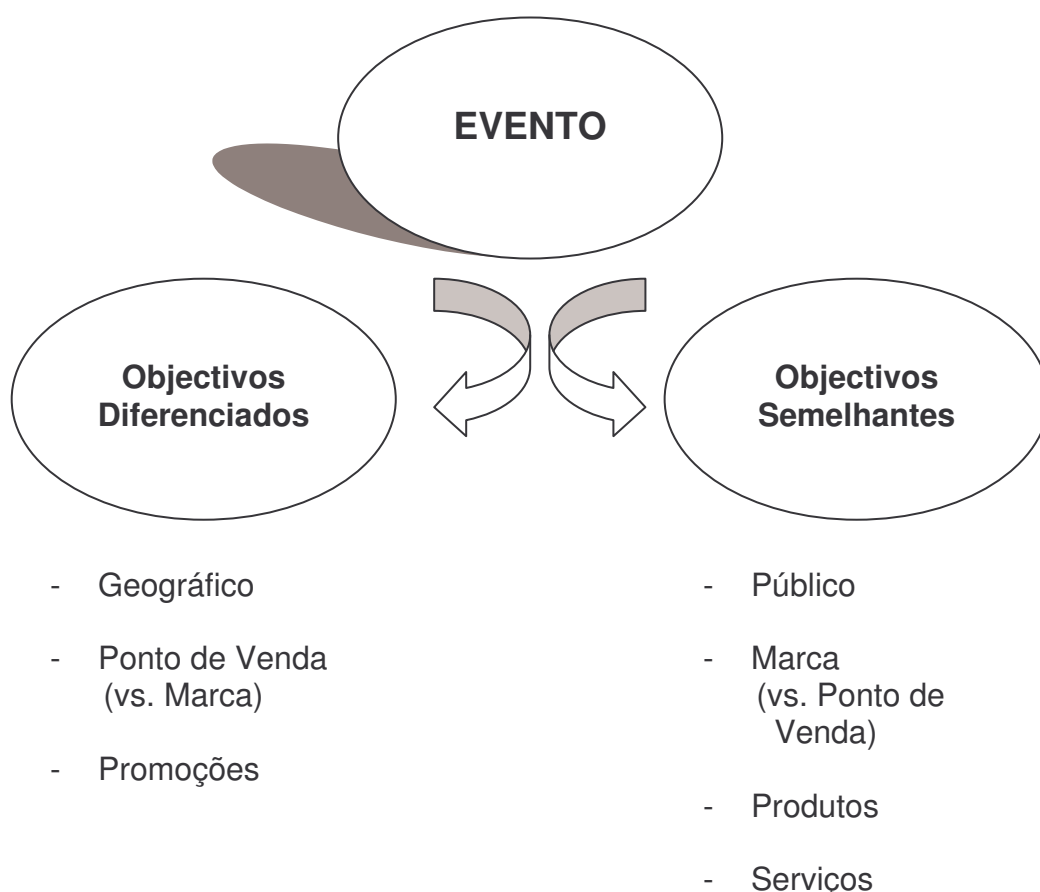 EVENTO
Objectivos
Diferenciados
Objectivos
Semelhantes
- Geográfico
- Ponto de Venda
(vs. Marca)
- Promoções
- Público
- Marca
(vs. Ponto de
Venda)
- Produtos
- Serviços